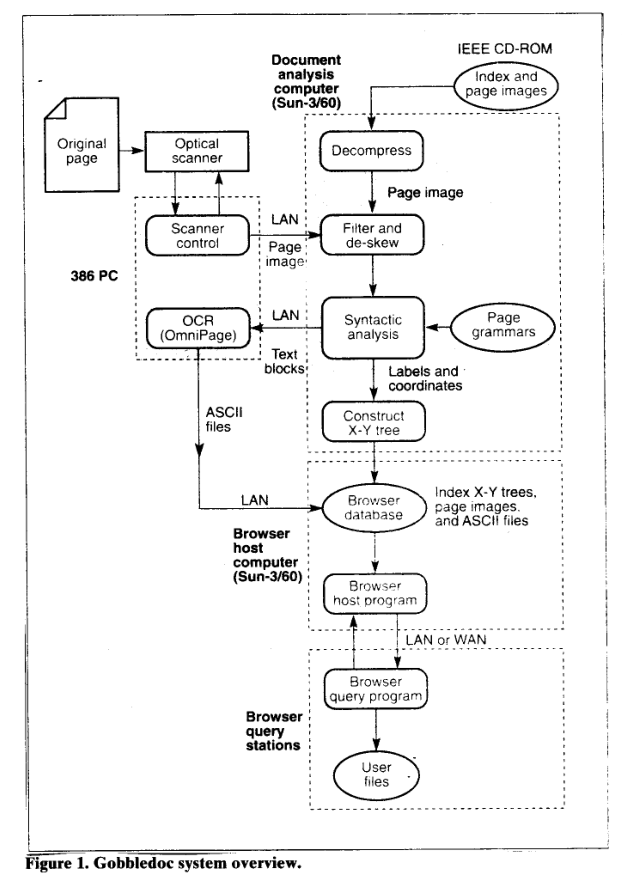 IEEE CD-ROM
Index and
page images
Document
analysis
computer
(Sun-3/60)
Original
page
Optical
scanner
Decompress
Page image
Scanner
control
LAN
Page
image
Filter and
de-skew
386 PC
OCR
(OmniPage)
LAN
Text
blocks
Syntactic
analysis
Page
grammars
Labels and
coordinates
Construct
X-Y tree
ASCII
files
LAN
Browser
database
Index X-Y trees,
page images,
and ASCII files
Browser
host
computer
(Sun-3/60)
Browser
host program
LAN or WAN
Browser
query program
Browser
query
stations
User
files
Figure 1. Gobbledoc system overview.